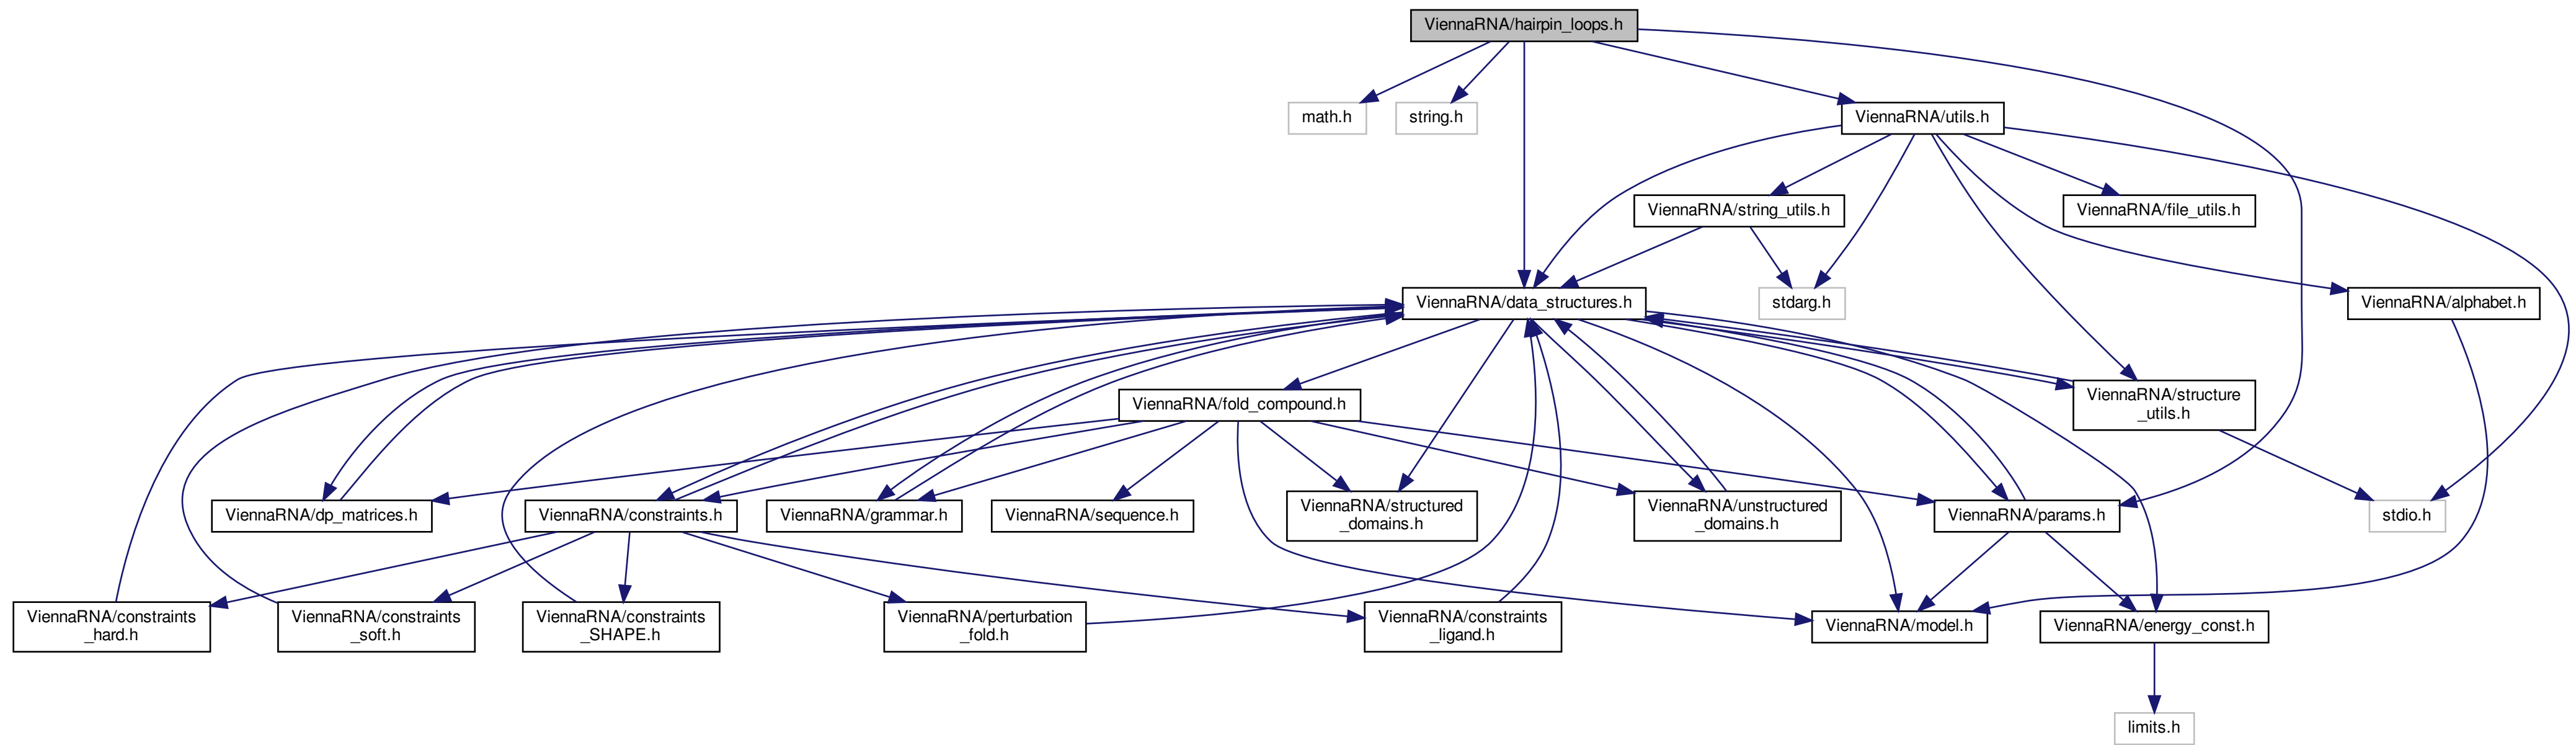 ViennaRNA/hairpin_loops.h
math.h
string.h
ViennaRNA/utils.h
ViennaRNA/string_utils.h
ViennaRNA/file_utils.h
ViennaRNA/data_structures.h
stdarg.h
ViennaRNA/alphabet.h
ViennaRNA/fold_compound.h
ViennaRNA/structure
_utils.h
ViennaRNA/dp_matrices.h
ViennaRNA/constraints.h
ViennaRNA/grammar.h
ViennaRNA/sequence.h
ViennaRNA/structured
_domains.h
ViennaRNA/unstructured
_domains.h
ViennaRNA/params.h
stdio.h
ViennaRNA/constraints
_hard.h
ViennaRNA/constraints
_soft.h
ViennaRNA/constraints
_SHAPE.h
ViennaRNA/perturbation
_fold.h
ViennaRNA/constraints
_ligand.h
ViennaRNA/model.h
ViennaRNA/energy_const.h
limits.h